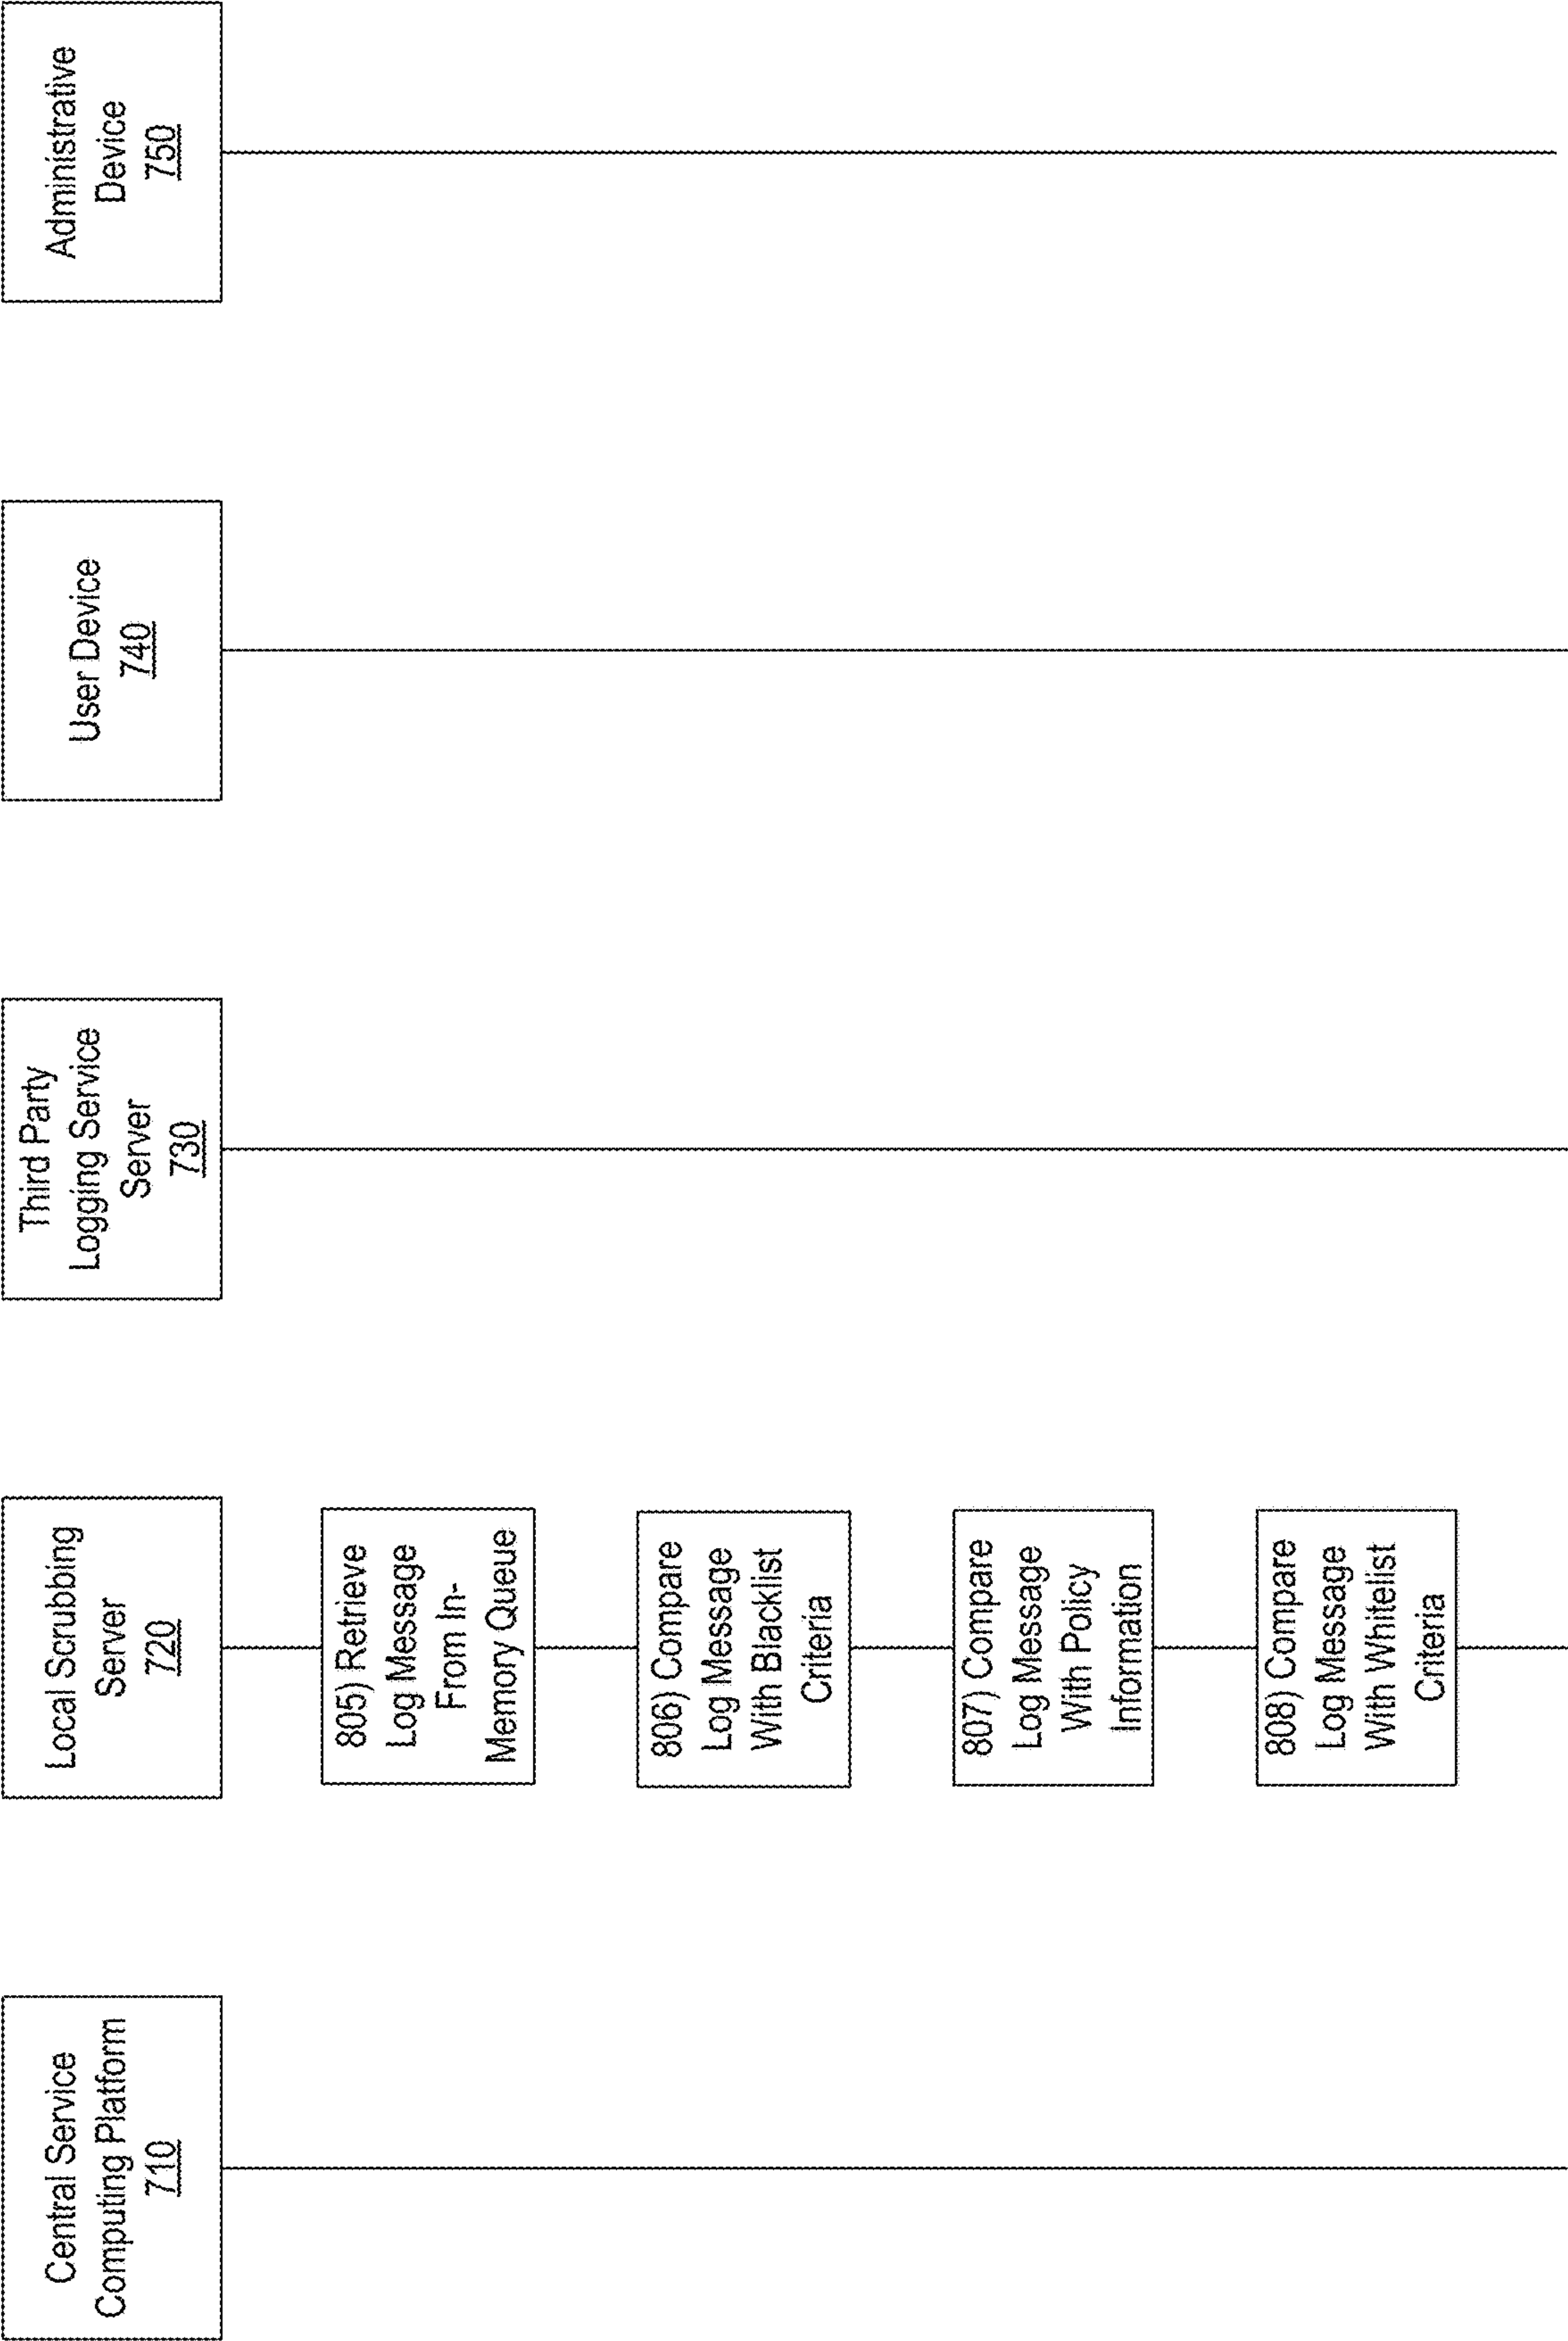 Central Service
Computing Platform
710
Local Scrubbing
Server
720
Third Party
Logging Service
Server
730
User Device
740
Administrative
Device
750
805) Retrieve
Log Message
From In-
Memory Queue
806) Compare
Log Message
With Blacklist
Criteria
807) Compare
Log Message
With Policy
Information
808) Compare
Log Message
With Whitelist
Criteria